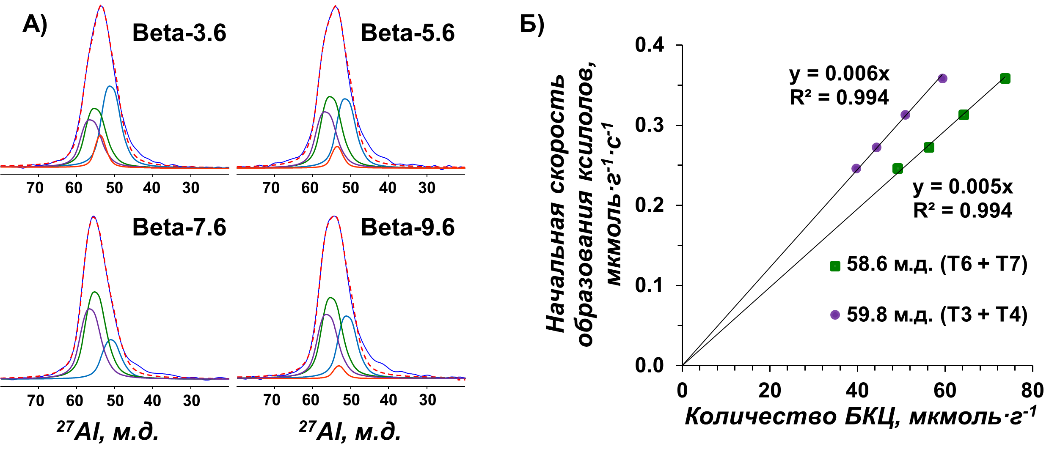 А)
Beta-3.6
Beta-5.6
70 60 50 40 30
70 60 50 40 30
Beta-7.6
Beta-9.6
70 60 50 40 30
70 60 50 40 30
²⁷Al, м.д.
²⁷Al, м.д.
Б)
Начальная скорость
образования ксилолов,
мкмоль·г⁻¹·с⁻¹
0.4
0.3
0.2
0.1
0.0
y = 0.006x
R² = 0.994
y = 0.005x
R² = 0.994
58.6 м.д. (T6 + T7)
59.8 м.д. (T3 + T4)
0 20 40 60 80
Количество БКЦ, мкмоль·г⁻¹